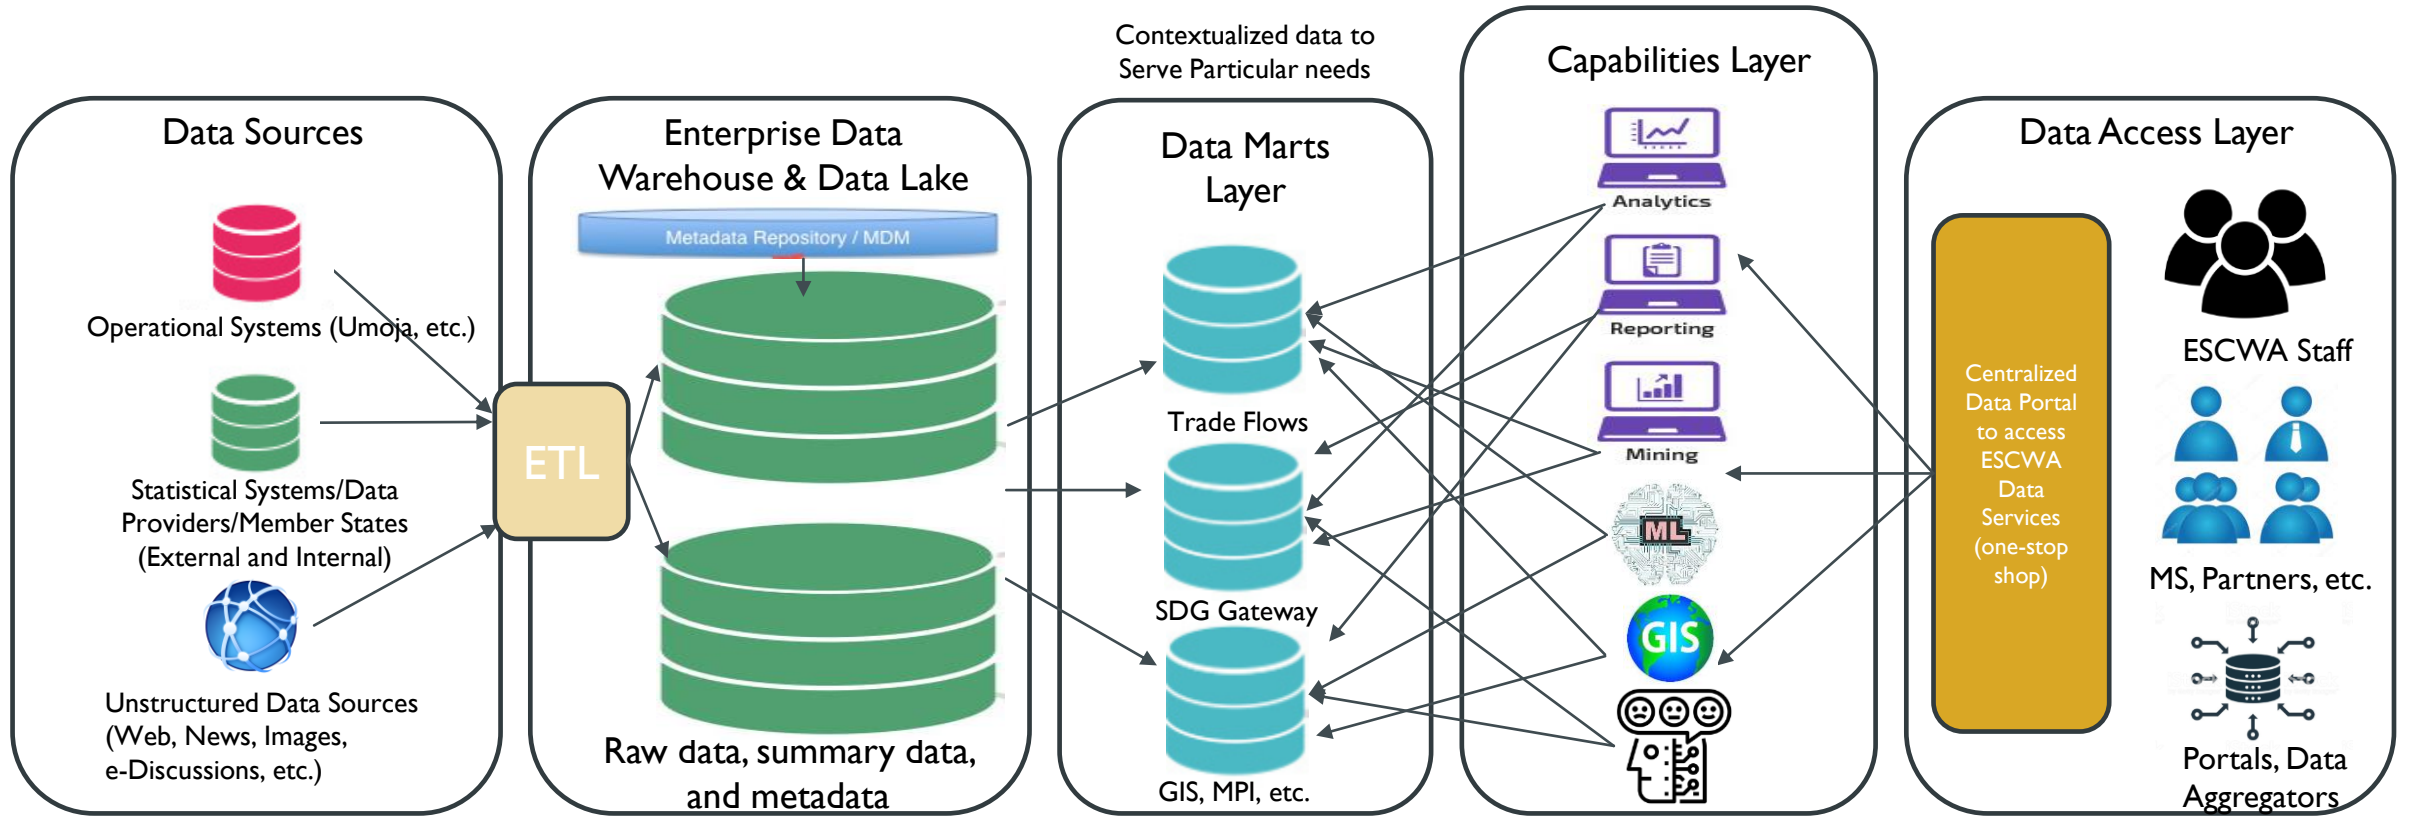 Data Sources
Operational Systems (Umoja, etc.)
Statistical Systems/Data
Providers/Member States
(External and Internal)
Unstructured Data Sources
(Web, News, Images,
e-Discussions, etc.)
ETL
Enterprise Data
Warehouse & Data Lake
Metadata Repository / MDM
Raw data, summary data,
and metadata
Contextualized data to
Serve Particular needs
Data Marts
Layer
Trade Flows
SDG Gateway
GIS, MPI, etc.
Capabilities Layer
Analytics
Reporting
Mining
ML
GIS
Data Access Layer
Centralized
Data Portal
to access
ESCWA
Data
Services
(one-stop
shop)
ESCWA Staff
MS, Partners, etc.
Portals, Data
Aggregators